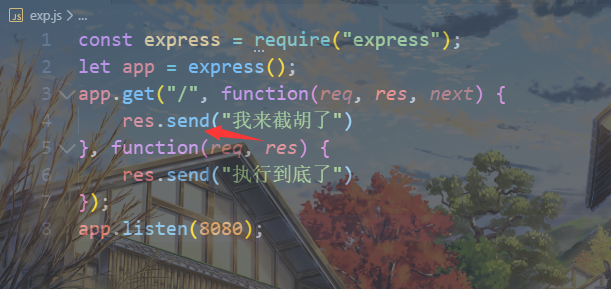 JS exp.js > ...
1 const express = require("express");
2 let app = express();
3 app.get("/", function(req, res, next) {
4 res.send("我来截胡了")
5 }, function(req, res) {
6 res.send("执行到底了")
7 });
8 app.listen(8080);